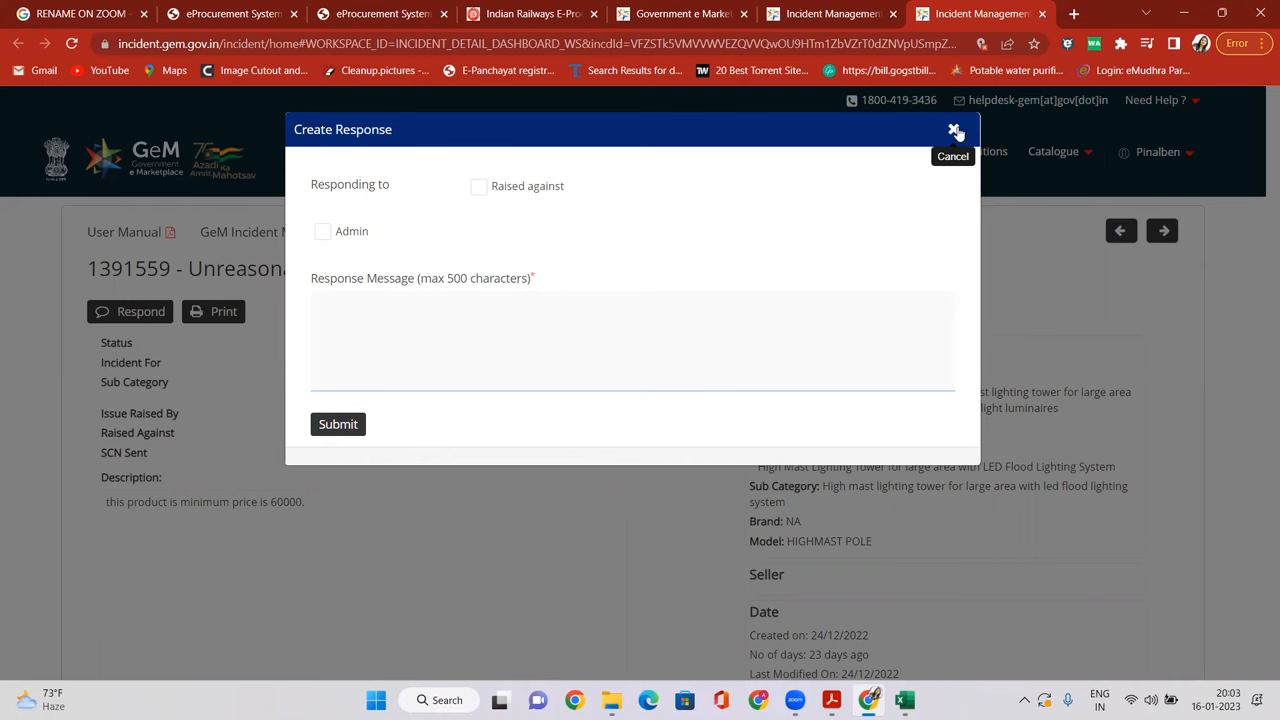 RENAME ON ZOOM –
eProcurement System
eProcurement System
Indian Railways E-Pro
Government e Market
Incident Management
Incident Management
incident.gem.gov.in/incident/home#WORKSPACE_ID=INCIDENT_DETAIL_DASHBOARD_WS&incdId=VFZSTk5VMVVWVEZQVVQwOU9HTm1ZbVZrT0dZNVpUSmpZ...
Error
Gmail
YouTube
Maps
Image Cutout and...
Cleanup.pictures -...
E-Panchayat registr...
Search Results for d...
20 Best Torrent Site...
https://bill.gogstbill...
Potable water purifi...
Login: eMudhra Par...
1800-419-3436
helpdesk-gem[at]gov[dot]in
Need Help ?
GeM
Government
e Marketplace
Azadi
Ka
Amrit Mahotsav
Catalogue
Pinalben
Create Response
Cancel
Responding to
Raised against
Admin
Response Message (max 500 characters)*
Submit
User Manual
GeM Incident
1391559 - Unreasona
Respond
Print
Status
Incident For
Sub Category
Issue Raised By
Raised Against
SCN Sent
Description:
this product is minimum price is 60000.
st lighting tower for large area
light luminaires
High Mast Lighting Tower for large area with LED Flood Lighting System
Sub Category: High mast lighting tower for large area with led flood lighting
system
Brand: NA
Model: HIGHMAST POLE
Seller
Date
Created on: 24/12/2022
No of days: 23 days ago
Last Modified On: 24/12/2022
73°F
Haze
Search
ENG
IN
20:03
16-01-2023